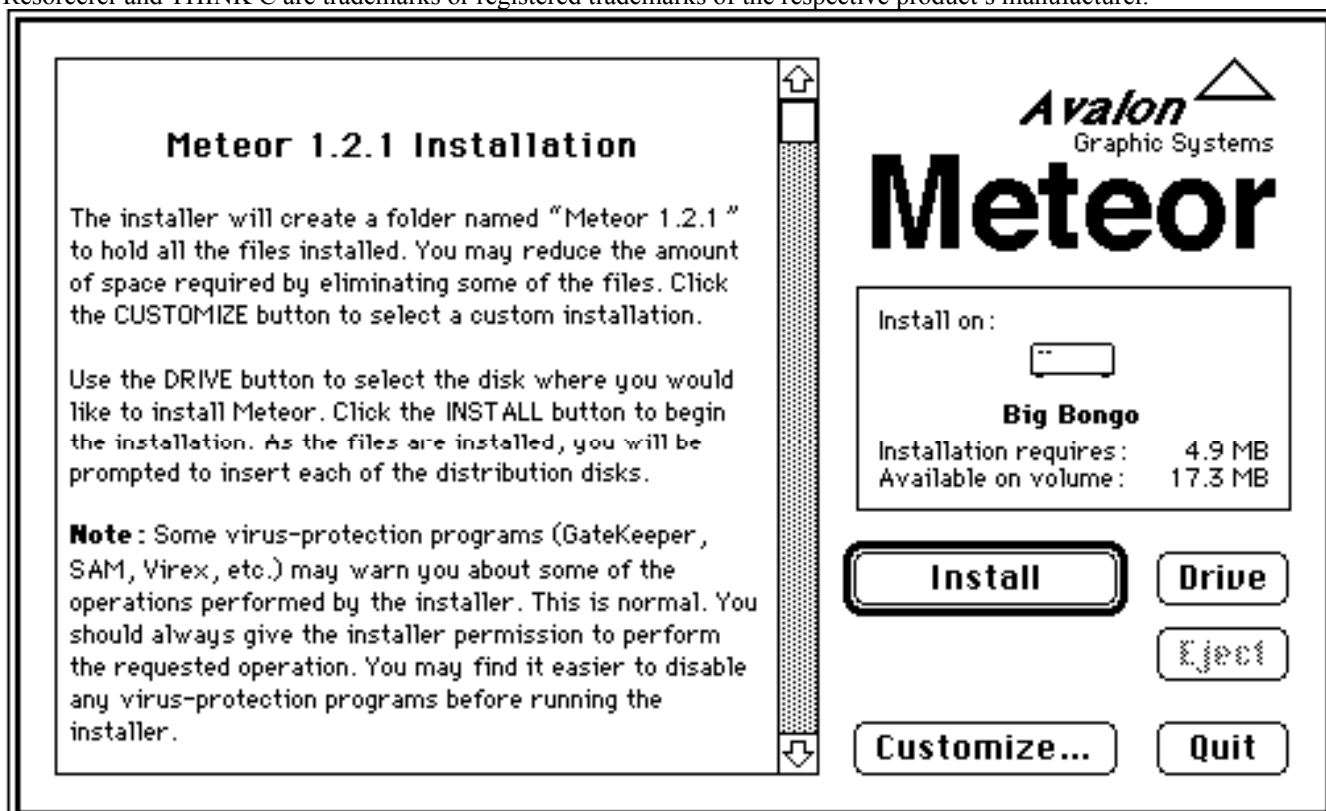 Resorcerer and THINK C are trademarks or registered trademarks of the respective product's manufacturer.
Meteor 1.2.1 Installation
The installer will create a folder named "Meteor 1.2.1 "
to hold all the files installed. You may reduce the amount
of space required by eliminating some of the files. Click
the CUSTOMIZE button to select a custom installation.
Use the DRIVE button to select the disk where you would
like to install Meteor. Click the INSTALL button to begin
the installation. As the files are installed, you will be
prompted to insert each of the distribution disks.
Note: Some virus-protection programs (GateKeeper,
SAM, Virex, etc.) may warn you about some of the
operations performed by the installer. This is normal. You
should always give the installer permission to perform
the requested operation. You may find it easier to disable
any virus-protection programs before running the
installer.
Avalon
Graphic Systems
Meteor
Install on:
Big Bongo
Installation requires: 4.9 MB
Available on volume: 17.3 MB
Install
Drive
Eject
Customize...
Quit